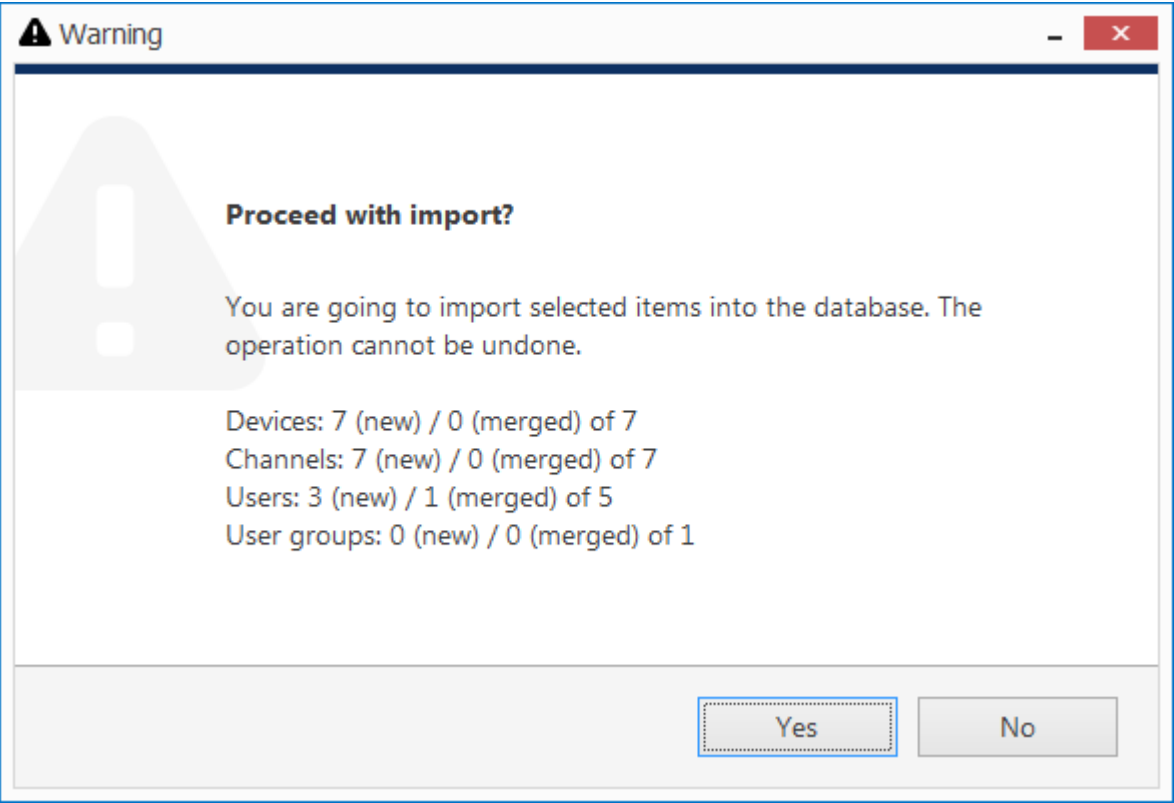 Warning
Proceed with import?
You are going to import selected items into the database. The
operation cannot be undone.
Devices: 7 (new) / 0 (merged) of 7
Channels: 7 (new) / 0 (merged) of 7
Users: 3 (new) / 1 (merged) of 5
User groups: 0 (new) / 0 (merged) of 1
Yes
No